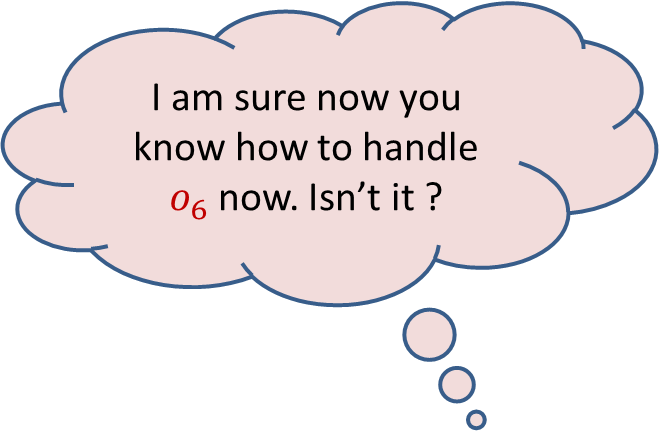 I am sure now you
know how to handle
o₆ now. Isn’t it ?